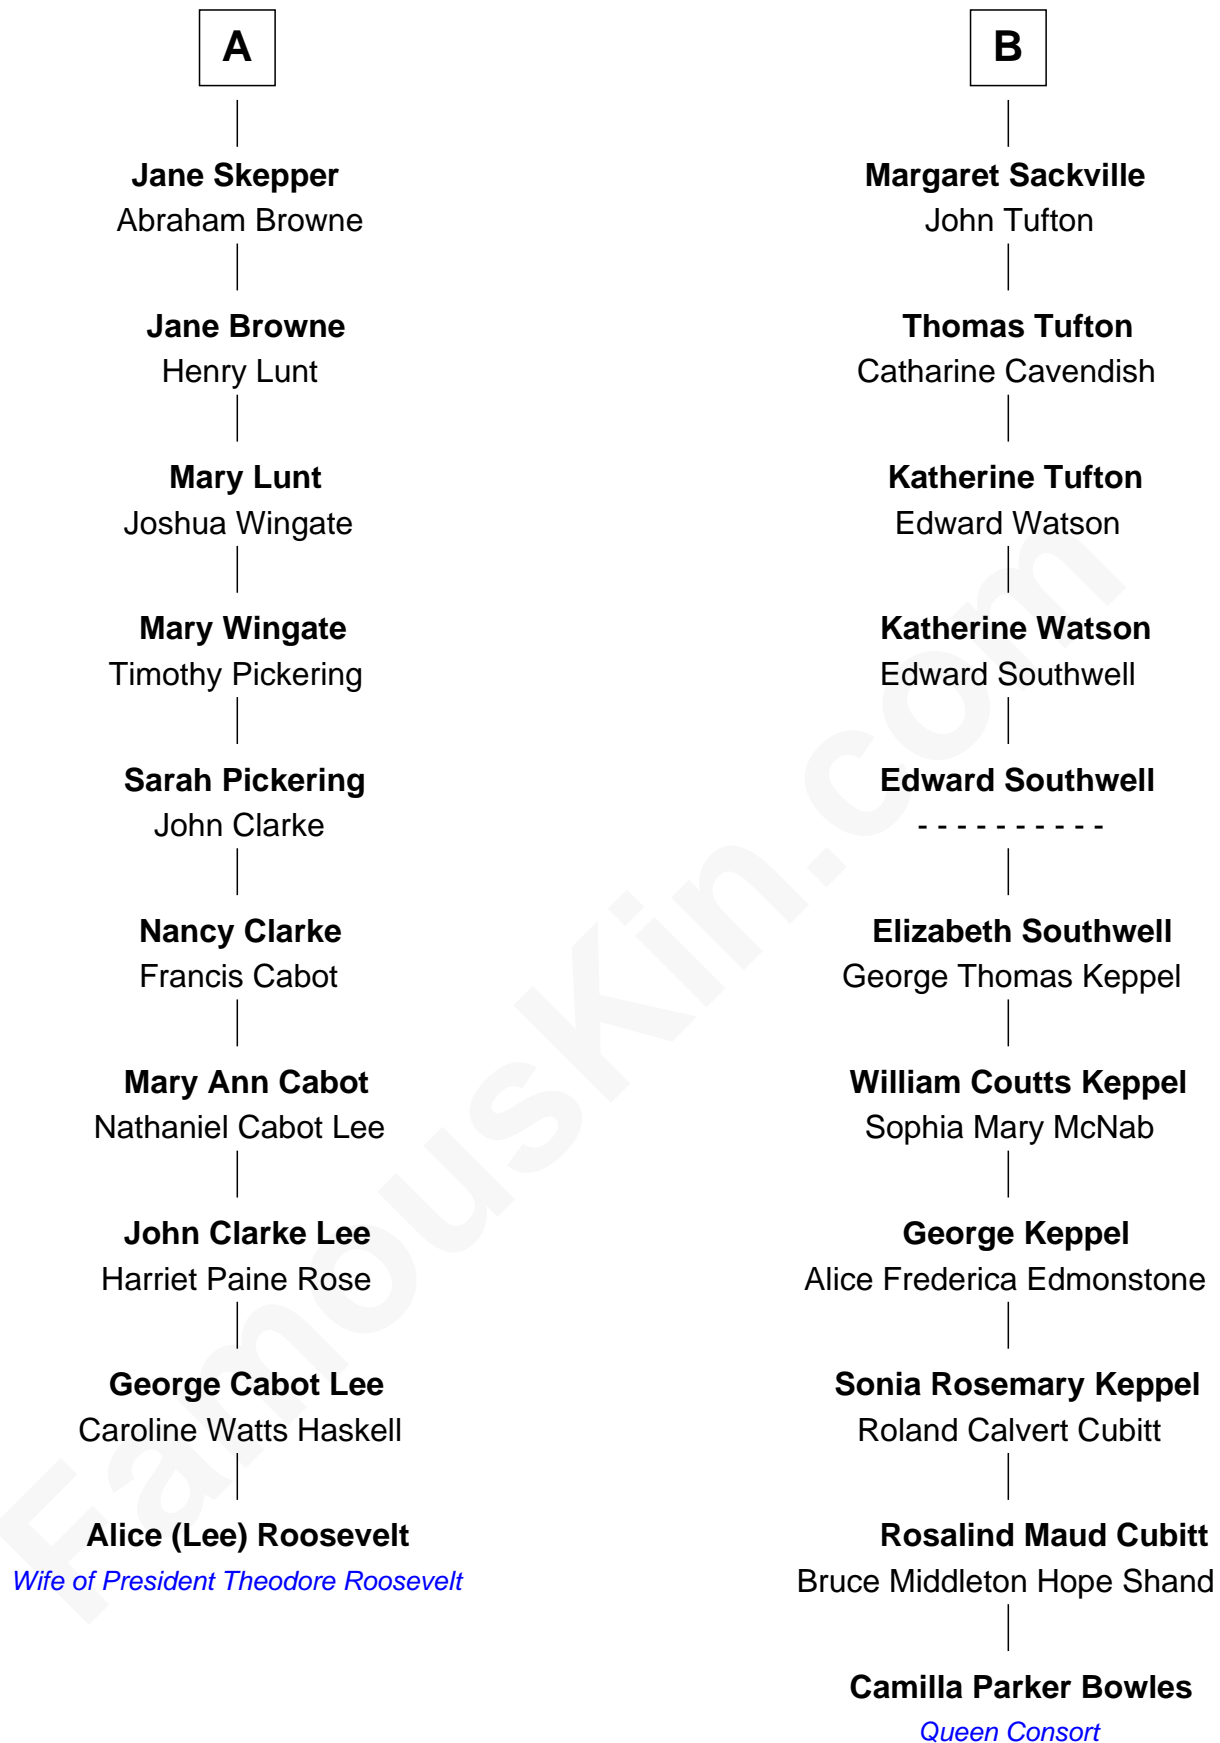 A
Jane Skepper
Abraham Browne
Jane Browne
Henry Lunt
Mary Lunt
Joshua Wingate
Mary Wingate
Timothy Pickering
Sarah Pickering
John Clarke
Nancy Clarke
Francis Cabot
Mary Ann Cabot
Nathaniel Cabot Lee
John Clarke Lee
Harriet Paine Rose
George Cabot Lee
Caroline Watts Haskell
Alice (Lee) Roosevelt
Wife of President Theodore Roosevelt
B
Margaret Sackville
John Tufton
Thomas Tufton
Catharine Cavendish
Katherine Tufton
Edward Watson
Katherine Watson
Edward Southwell
Edward Southwell
- - - - - - - - - -
Elizabeth Southwell
George Thomas Keppel
William Coutts Keppel
Sophia Mary McNab
George Keppel
Alice Frederica Edmonstone
Sonia Rosemary Keppel
Roland Calvert Cubitt
Rosalind Maud Cubitt
Bruce Middleton Hope Shand
Camilla Parker Bowles
Queen Consort
FamousKin.com